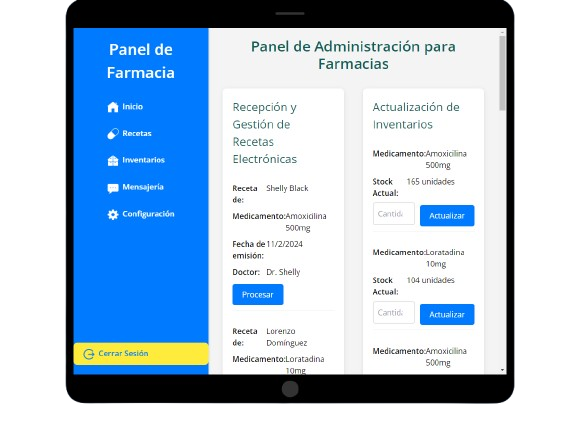 Panel de
Farmacia
Inicio
Recetas
Inventarios
Mensajería
Configuración
Cerrar Sesión
Panel de Administración para
Farmacias
Recepción y
Gestión de
Recetas
Electrónicas
Receta de: Shelly Black
Medicamento: Amoxicilina 500mg
Fecha de emisión: 11/2/2024
Doctor: Dr. Shelly
Procesar
Receta de: Lorenzo Domínguez
Medicamento: Loratadina 10mg
Actualización de
Inventarios
Medicamento: Amoxicilina 500mg
Stock Actual: 165 unidades
Cantid
Actualizar
Medicamento: Loratadina 10mg
Stock Actual: 104 unidades
Cantid
Actualizar
Medicamento: Amoxicilina 500mg